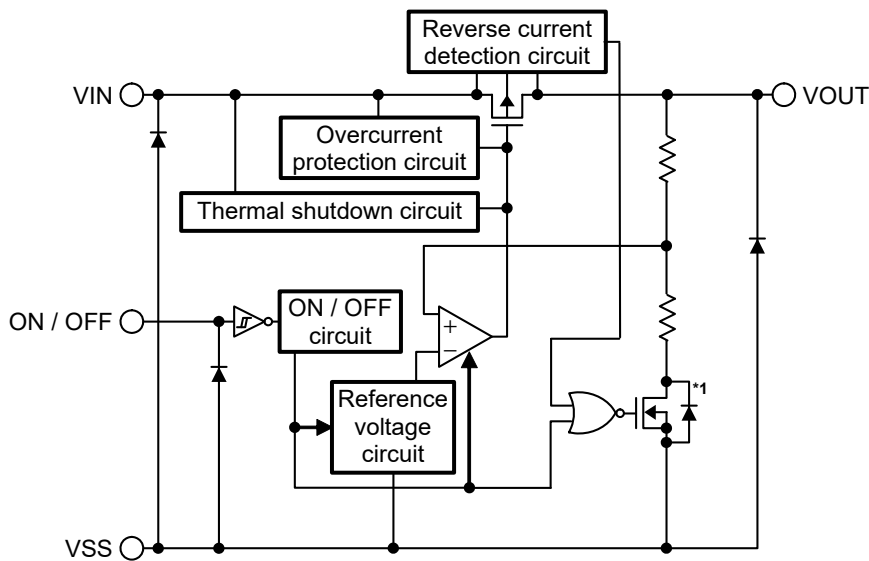 Reverse current
detection circuit
VIN
VOUT
Overcurrent
protection circuit
Thermal shutdown circuit
ON / OFF
ON / OFF
circuit
+
−
*1
Reference
voltage
circuit
VSS